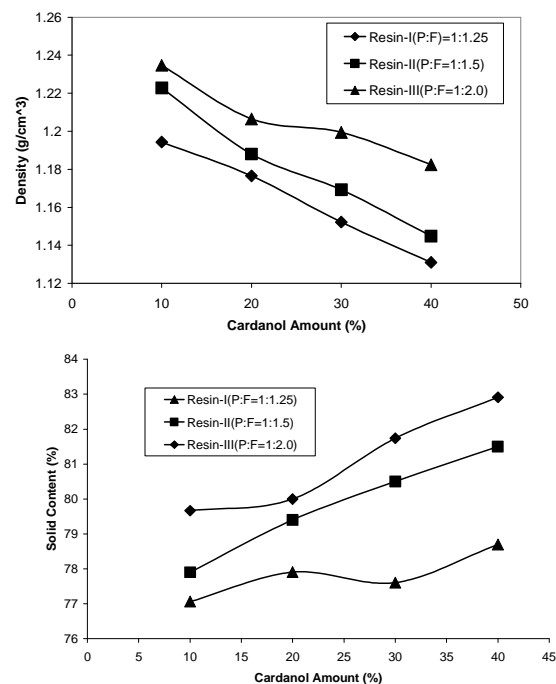 1.26
1.24
1.22
1.2
1.18
1.16
1.14
1.12
Density (g/cm^3)
Resin-I(P:F)=1:1.25)
Resin-II(P:F=1:1.5)
Resin-III(P:F=1:2.0)
0 10 20 30 40 50
Cardanol Amount (%)
84
83
82
81
80
79
78
77
76
Solid Content (%)
Resin-I(P:F=1:1.25)
Resin-II(P:F=1:1.5)
Resin-III(P:F=1:2.0)
0 5 10 15 20 25 30 35 40 45
Cardanol Amount (%)